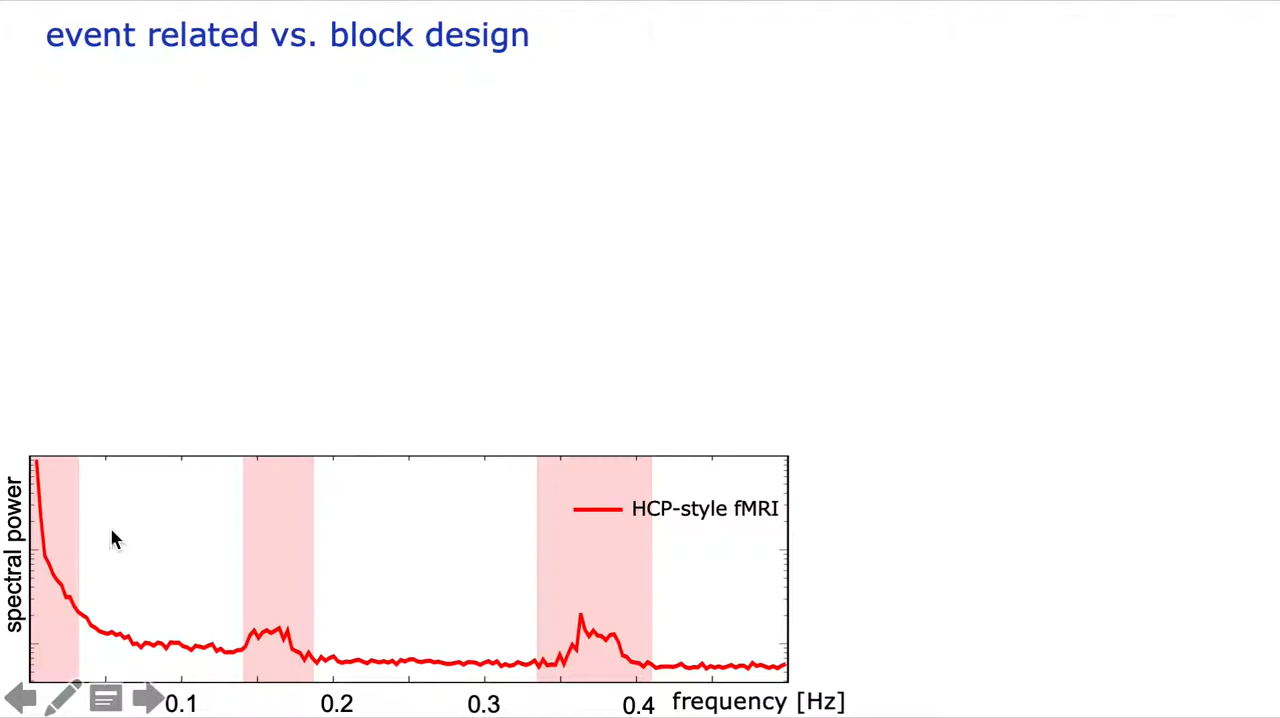 event related vs. block design
spectral power
HCP-style fMRI
0.1
0.2
0.3
0.4
frequency [Hz]